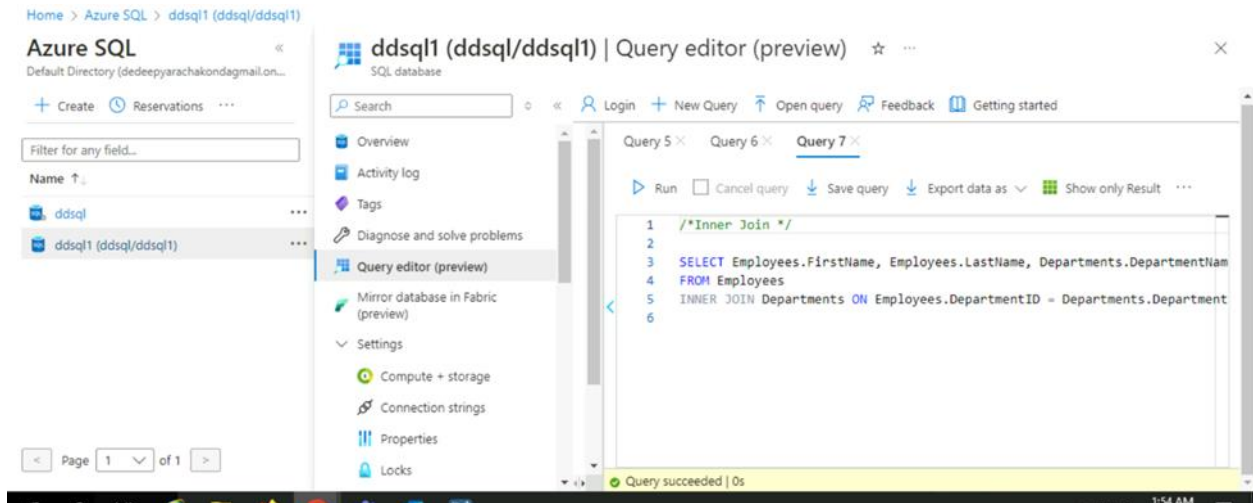 Home > Azure SQL > ddsql1 (ddsql/ddsql1)
Azure SQL
Default Directory (dedeepyarachakondagmail.on...
+ Create Reservations ...
Filter for any field...
Name ↑↓
ddsql ...
ddsql1 (ddsql/ddsql1) ...
< Page 1 of 1 >
ddsql1 (ddsql/ddsql1) | Query editor (preview) ☆ ...
SQL database
Search
Overview
Activity log
Tags
Diagnose and solve problems
Query editor (preview)
Mirror database in Fabric
(preview)
Settings
Compute + storage
Connection strings
Properties
Locks
Login + New Query Open query Feedback Getting started
Query 5 × Query 6 × Query 7 ×
Run Cancel query Save query Export data as Show only Result ...
1 /*Inner Join */
2
3 SELECT Employees.FirstName, Employees.LastName, Departments.DepartmentNam
4 FROM Employees
5 INNER JOIN Departments ON Employees.DepartmentID = Departments.Department
6
Query succeeded | 0s
1:54 AM